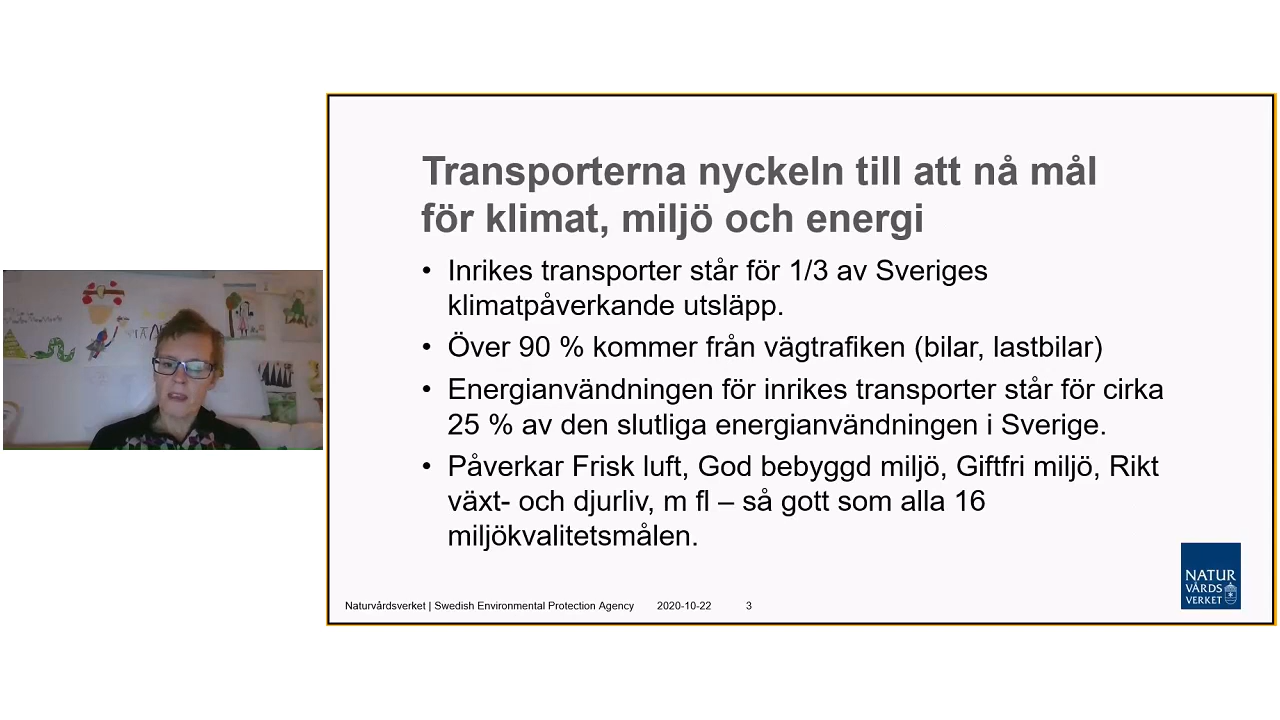 Transporterna nyckeln till att nå mål
för klimat, miljö och energi
• Inrikes transporter står för 1/3 av Sveriges
klimatpåverkande utsläpp.
• Över 90 % kommer från vägtrafiken (bilar, lastbilar)
• Energianvändningen för inrikes transporter står för cirka
25 % av den slutliga energianvändningen i Sverige.
• Påverkar Frisk luft, God bebyggd miljö, Giftfri miljö, Rikt
växt- och djurliv, m fl – så gott som alla 16
miljökvalitetsmålen.
NATUR
VÅRDS
VERKET
Naturvårdsverket | Swedish Environmental Protection Agency 2020-10-22 3